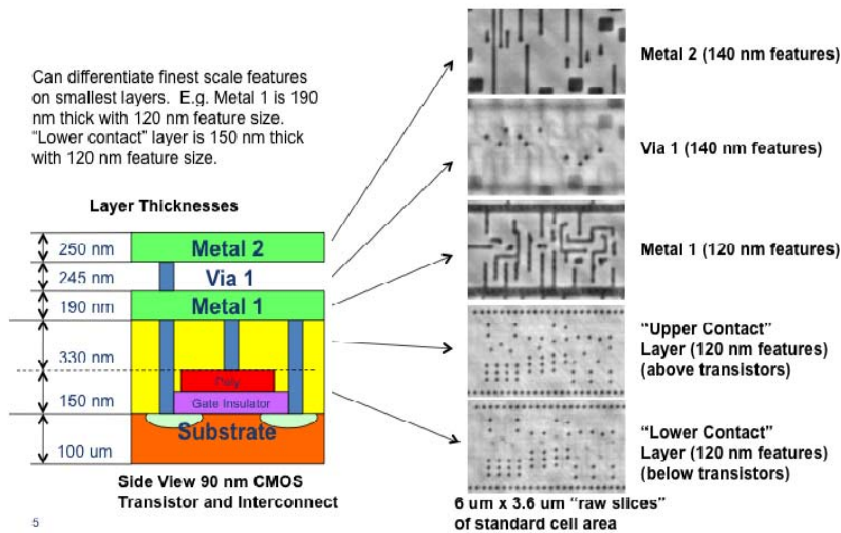 Can differentiate finest scale features
on smallest layers. E.g. Metal 1 is 190
nm thick with 120 nm feature size.
“Lower contact” layer is 150 nm thick
with 120 nm feature size.
Layer Thicknesses
250 nm
Metal 2
245 nm
Via 1
190 nm
Metal 1
330 nm
Poly
150 nm
Gate Insulator
Substrate
100 um
Side View 90 nm CMOS
Transistor and Interconnect
5
Metal 2 (140 nm features)
Via 1 (140 nm features)
Metal 1 (120 nm features)
“Upper Contact”
Layer (120 nm features)
(above transistors)
“Lower Contact”
Layer (120 nm features)
(below transistors)
6 um x 3.6 um “raw slices”
of standard cell area